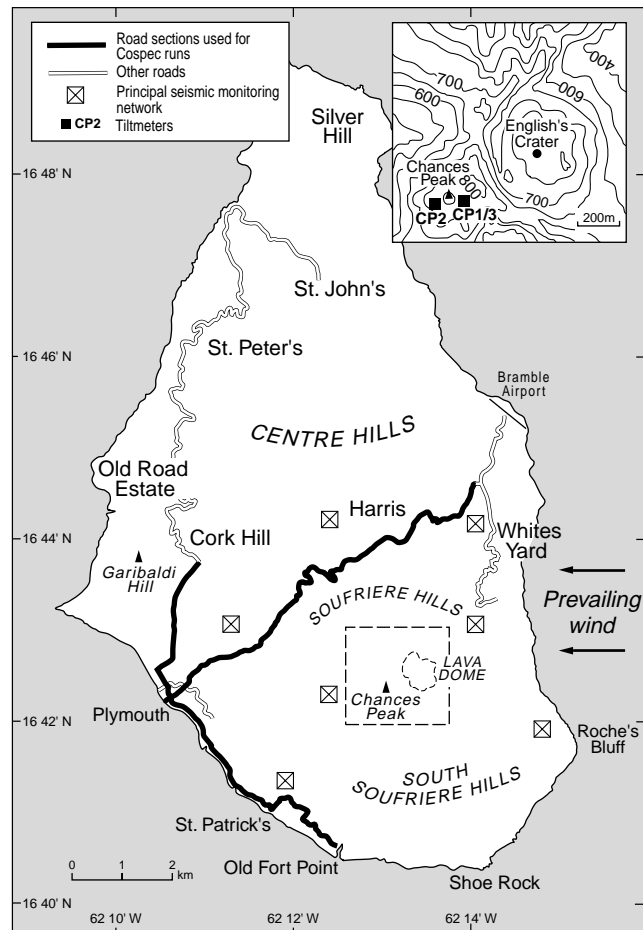 Road sections used for
Cospec runs
Other roads
Principal seismic monitoring
network
CP2 Tiltmeters
400
700
600
600
English's
Crater
Chances
Peak
800
CP2
CP1/3
700
200m
Silver
Hill
16 48' N
St. John's
16 46' N
St. Peter's
Bramble
Airport
CENTRE HILLS
Old Road
Estate
Harris
16 44' N
Cork Hill
Whites
Yard
Garibaldi
Hill
SOUFRIERE HILLS
Prevailing
wind
LAVA
DOME
Chances
Peak
Plymouth
16 42' N
Roche's
Bluff
SOUTH
SOUFRIERE HILLS
St. Patrick's
0 1 2
km
Old Fort Point
Shoe Rock
16 40' N
62 10' W
62 12' W
62 14' W